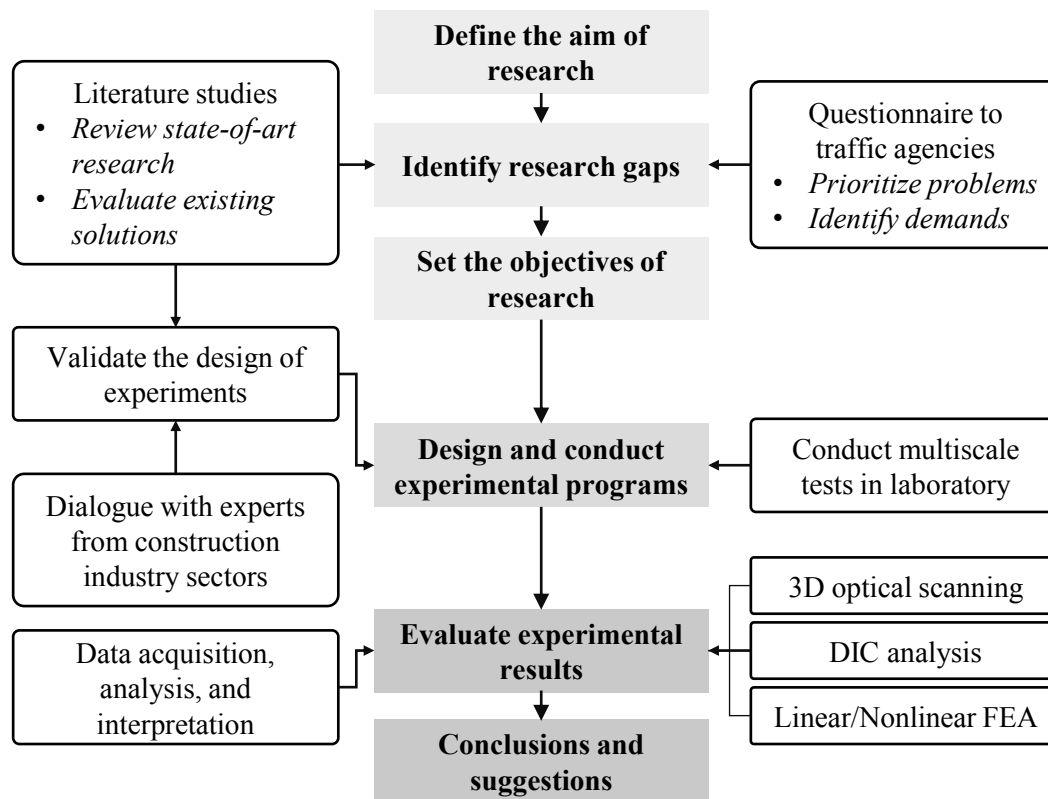 Define the aim of
research
Literature studies
• Review state-of-art
research
• Evaluate existing
solutions
Identify research gaps
Questionnaire to
traffic agencies
• Prioritize problems
• Identify demands
Set the objectives of
research
Validate the design of
experiments
Design and conduct
experimental programs
Conduct multiscale
tests in laboratory
Dialogue with experts
from construction
industry sectors
3D optical scanning
Evaluate experimental
results
DIC analysis
Data acquisition,
analysis, and
interpretation
Linear/Nonlinear FEA
Conclusions and
suggestions